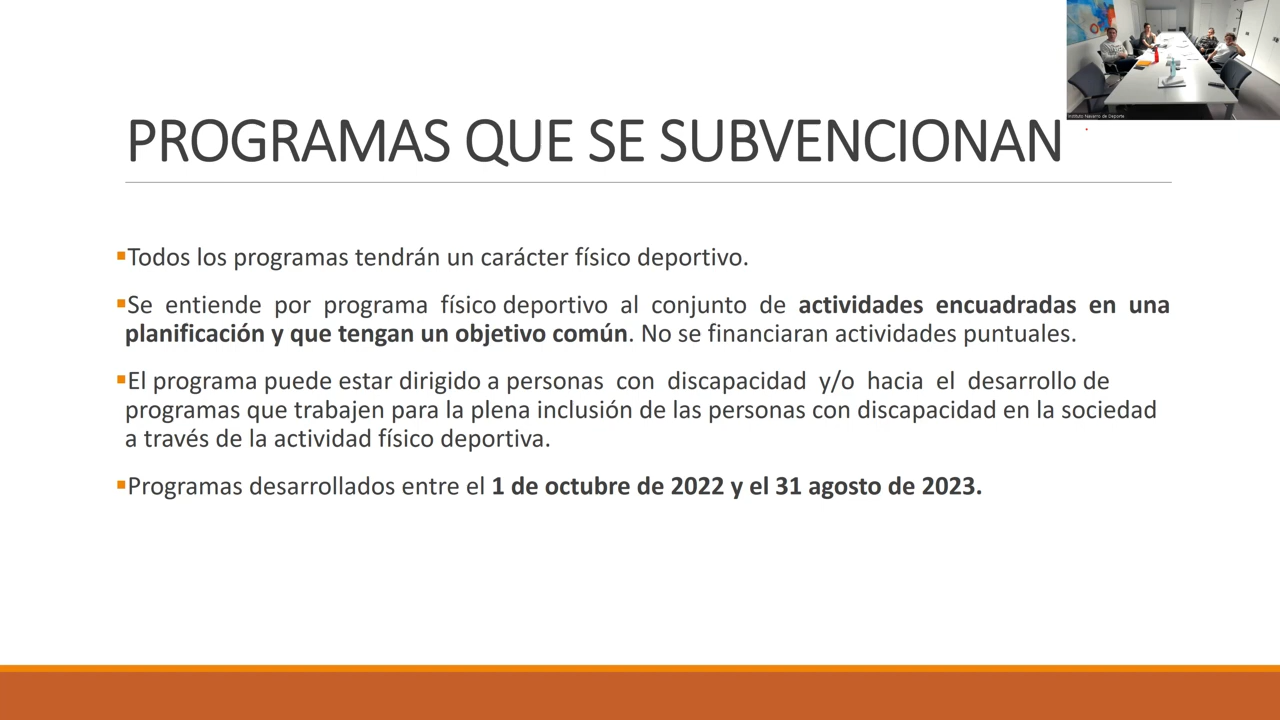 Instituto Navarro de Deporte
PROGRAMAS QUE SE SUBVENCIONAN
▪Todos los programas tendrán un carácter físico deportivo.
▪Se entiende por programa físico deportivo al conjunto de actividades encuadradas en una
planificación y que tengan un objetivo común. No se financiaran actividades puntuales.
▪El programa puede estar dirigido a personas con discapacidad y/o hacia el desarrollo de
programas que trabajen para la plena inclusión de las personas con discapacidad en la sociedad
a través de la actividad físico deportiva.
▪Programas desarrollados entre el 1 de octubre de 2022 y el 31 agosto de 2023.